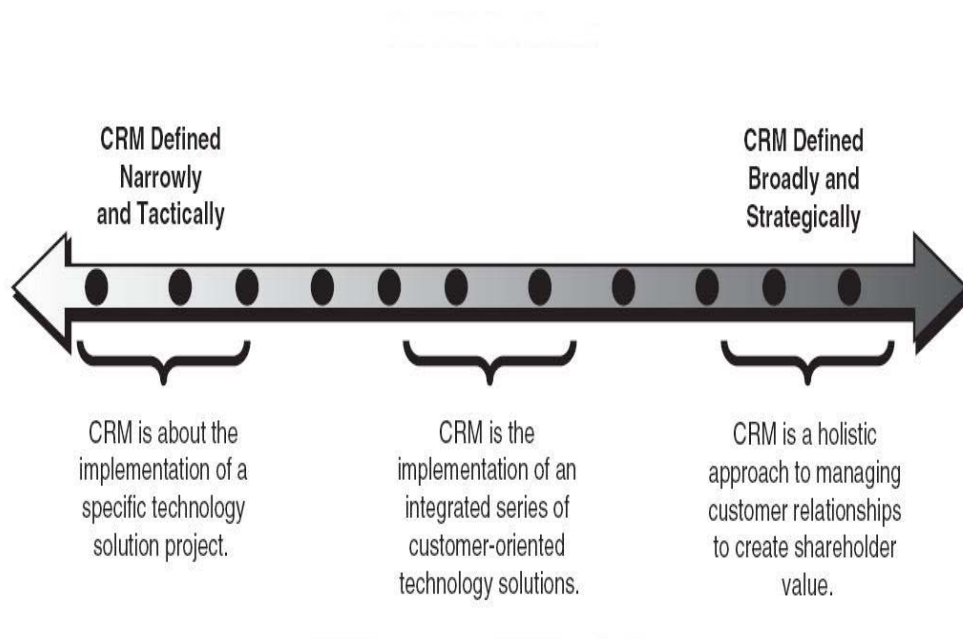 CRM Defined
Narrowly
and Tactically
CRM Defined
Broadly and
Strategically
CRM is about the
implementation of a
specific technology
solution project.
CRM is the
implementation of an
integrated series of
customer-oriented
technology solutions.
CRM is a holistic
approach to managing
customer relationships
to create shareholder
value.